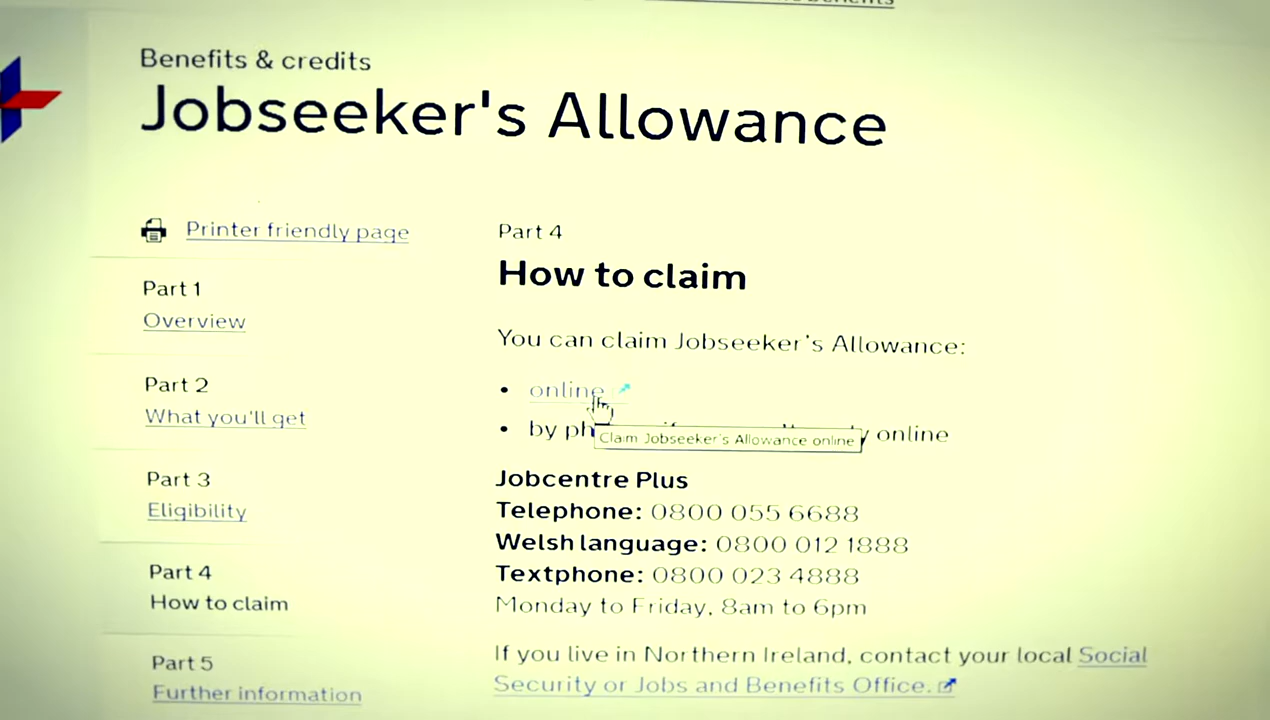 Benefits & credits
Jobseeker's Allowance
Printer friendly page
Part 1
Overview
Part 2
What you'll get
Part 3
Eligibility
Part 4
How to claim
Part 5
Further information
Part 4
How to claim
You can claim Jobseeker's Allowance:
• online
• by online
Claim Jobseeker's Allowance online
Jobcentre Plus
Telephone: 0800 055 6688
Welsh language: 0800 012 1888
Textphone: 0800 023 4888
Monday to Friday, 8am to 6pm
If you live in Northern Ireland, contact your local Social
Security or Jobs and Benefits Office.